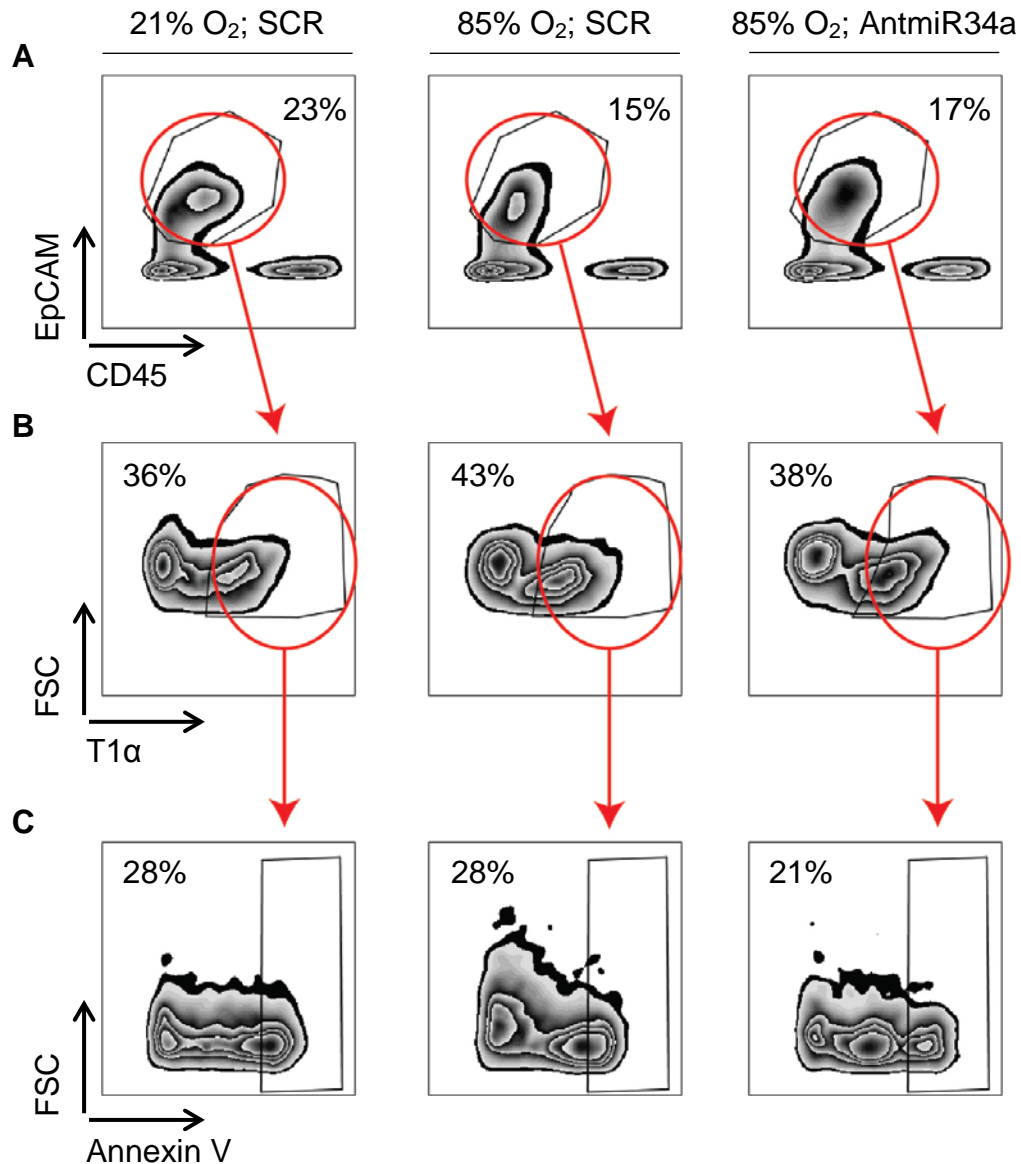 21% O₂; SCR 85% O₂; SCR 85% O₂; AntmiR34a
A
23% 15% 17%
EpCAM
CD45
B
36% 43% 38%
FSC
T1α
C
28% 28% 21%
FSC
Annexin V